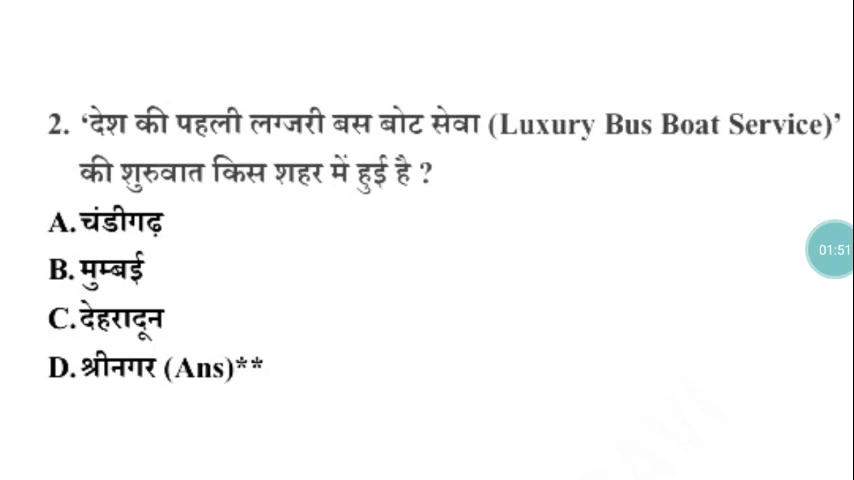 2. ‘देश की पहली लग्जरी बस बोट सेवा (Luxury Bus Boat Service)’
की शुरुवात किस शहर में हुई है ?
A. चंडीगढ़
B. मुम्बई
C. देहरादून
D. श्रीनगर (Ans)**
01:51